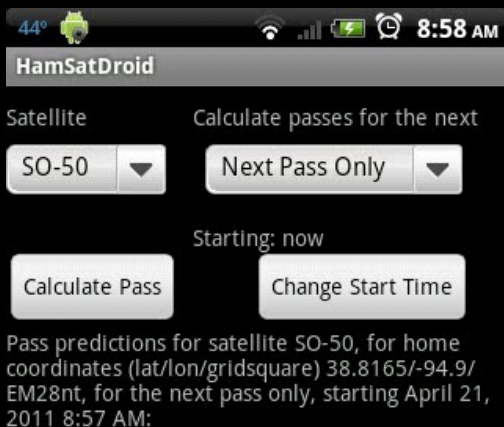 44° 8:58 AM
HamSatDroid
Satellite Calculate passes for the next
SO-50 Next Pass Only
Starting: now
Calculate Pass Change Start Time
Pass predictions for satellite SO-50, for home
coordinates (lat/lon/gridsquare) 38.8165/-94.9/
EM28nt, for the next pass only, starting April 21,
2011 8:57 AM: